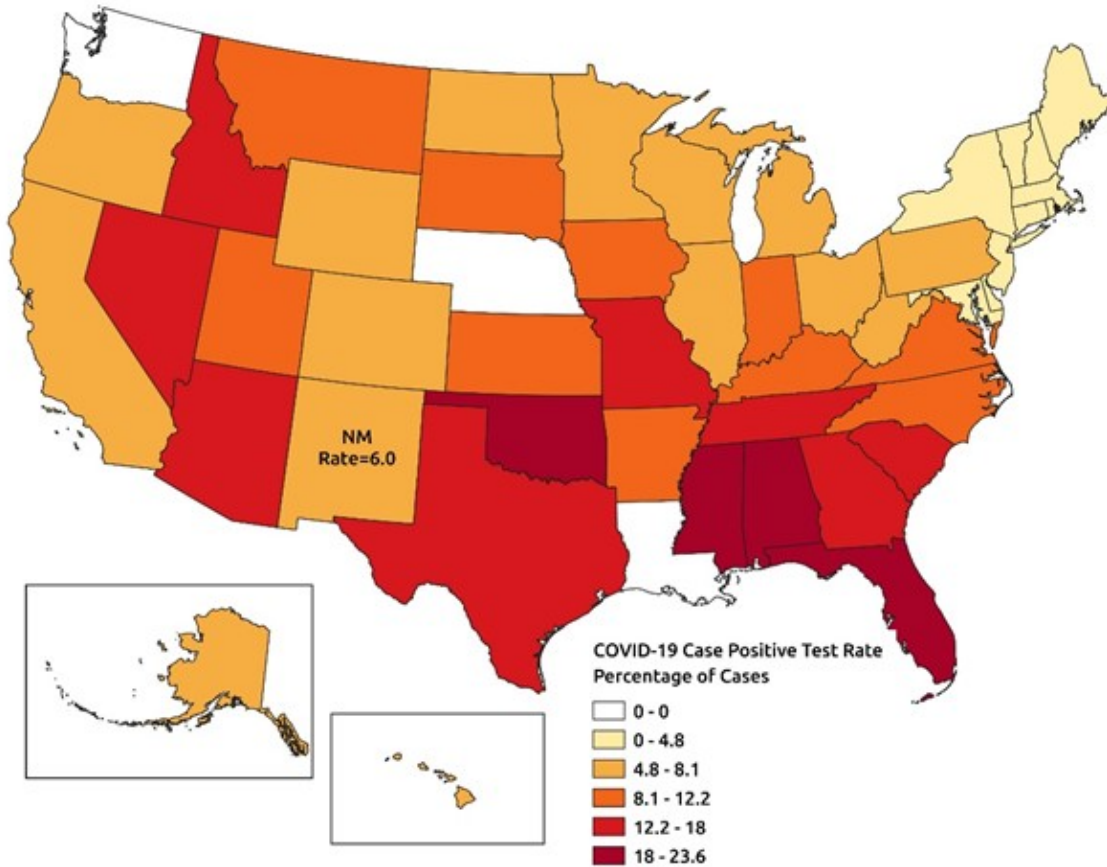 NM
Rate=6.0
COVID-19 Case Positive Test Rate
Percentage of Cases
0 - 0
0 - 4.8
4.8 - 8.1
8.1 - 12.2
12.2 - 18
18 - 23.6